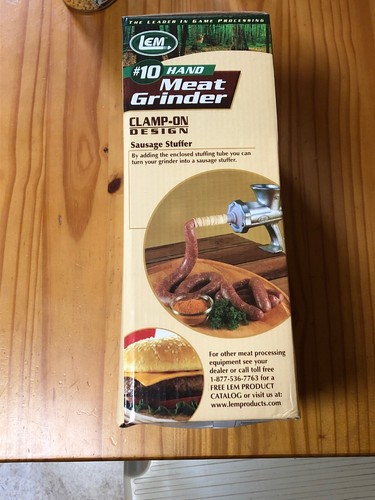 THE LEADER IN GAME PROCESSING
LEM
#10 HAND
Meat
Grinder
CLAMP-ON
DESIGN
Sausage Stuffer
By adding the enclosed stuffing tube you can
turn your grinder into a sausage stuffer.
For other meat processing
equipment see your
dealer or call toll free
1-877-536-7763 for a
FREE LEM PRODUCT
CATALOG or visit us at:
www.lemproducts.com